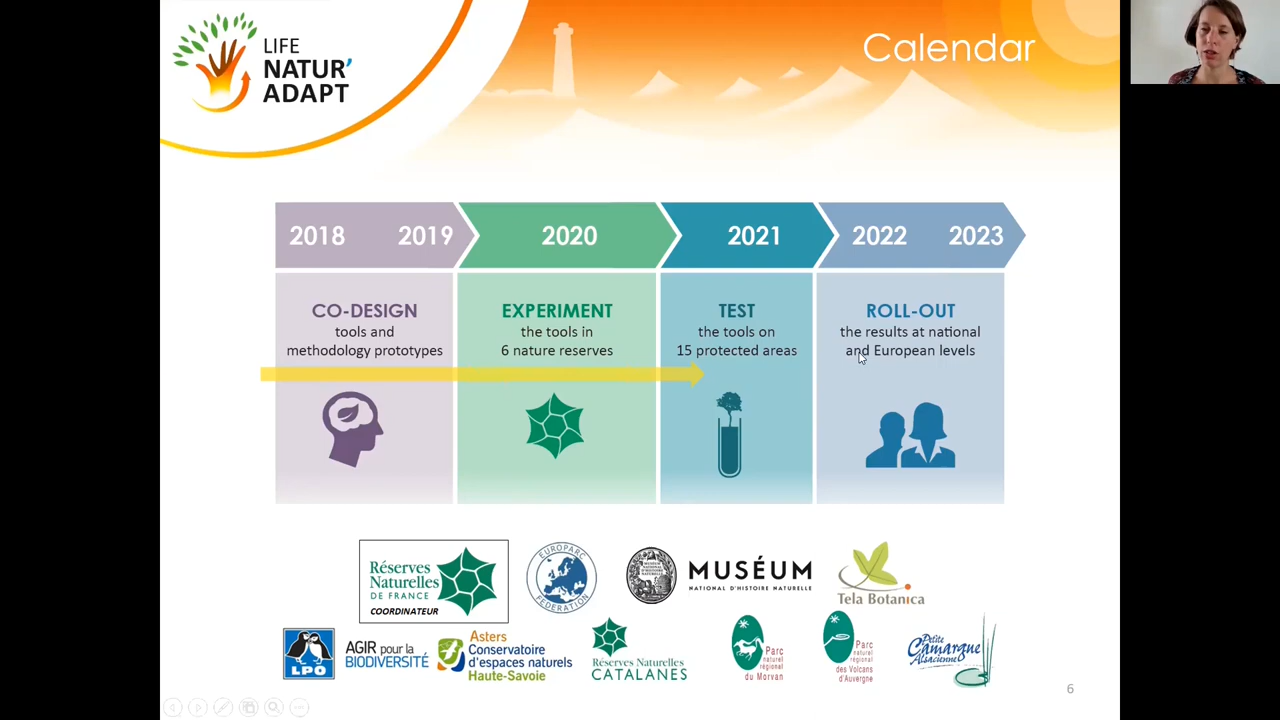 LIFE
NATUR'
ADAPT
Calendar
2018 2019 2020 2021 2022 2023
CO-DESIGN
tools and
methodology prototypes
EXPERIMENT
the tools in
6 nature reserves
TEST
the tools on
15 protected areas
ROLL-OUT
the results at national
and European levels
Réserves
Naturelles
DE FRANCE
COORDINATEUR
EUROPARC
FEDERATION
MUSÉUM
NATIONAL D'HISTOIRE NATURELLE
Tela Botanica
LPO
AGIR pour la
BIODIVERSITÉ
Asters
Conservatoire
d'espaces naturels
Haute-Savoie
Réserves Naturelles
CATALANES
Parc
naturel
régional
du Morvan
Parc
naturel
régional
des Volcans
d'Auvergne
Petite
Camargue
Alsacienne
6